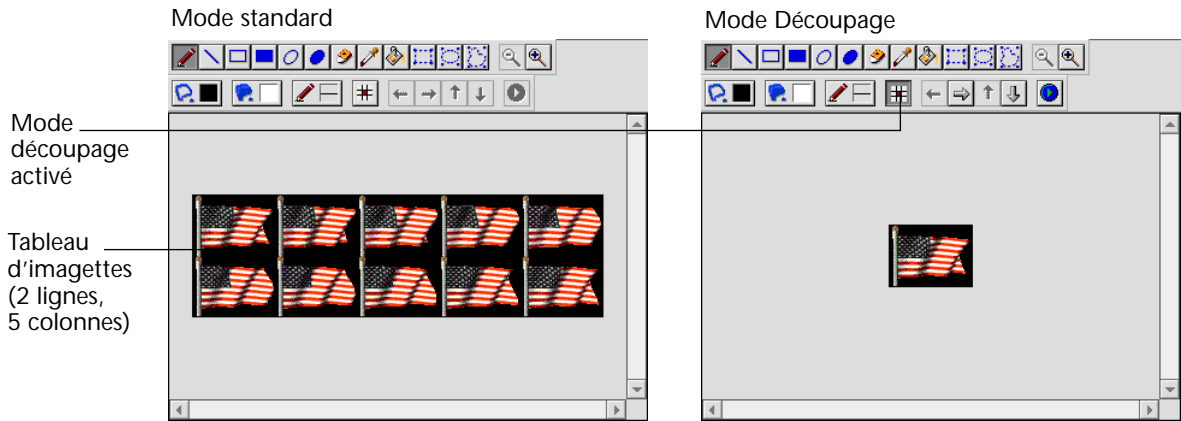 Mode standard
Mode Découpage
Mode
découpage
activé
Tableau
d’imagettes
(2 lignes,
5 colonnes)